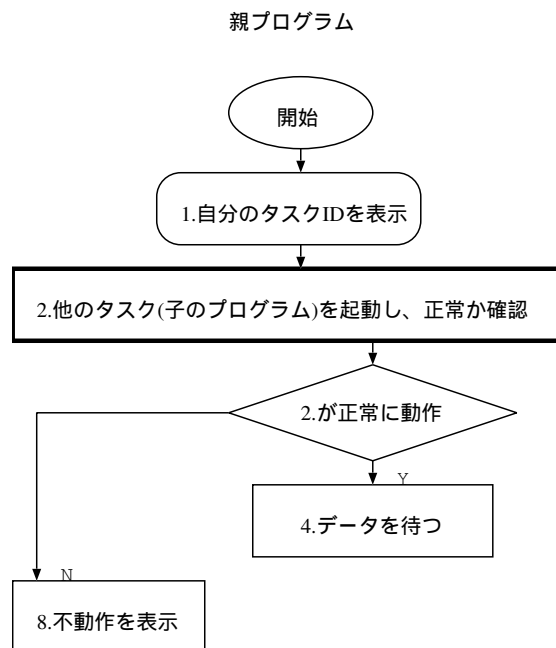 親プログラム
開始
1.自分のタスクIDを表示
2.他のタスク(子のプログラム)を起動し、正常か確認
2.が正常に動作
Y
4.データを待つ
N
8.不動作を表示